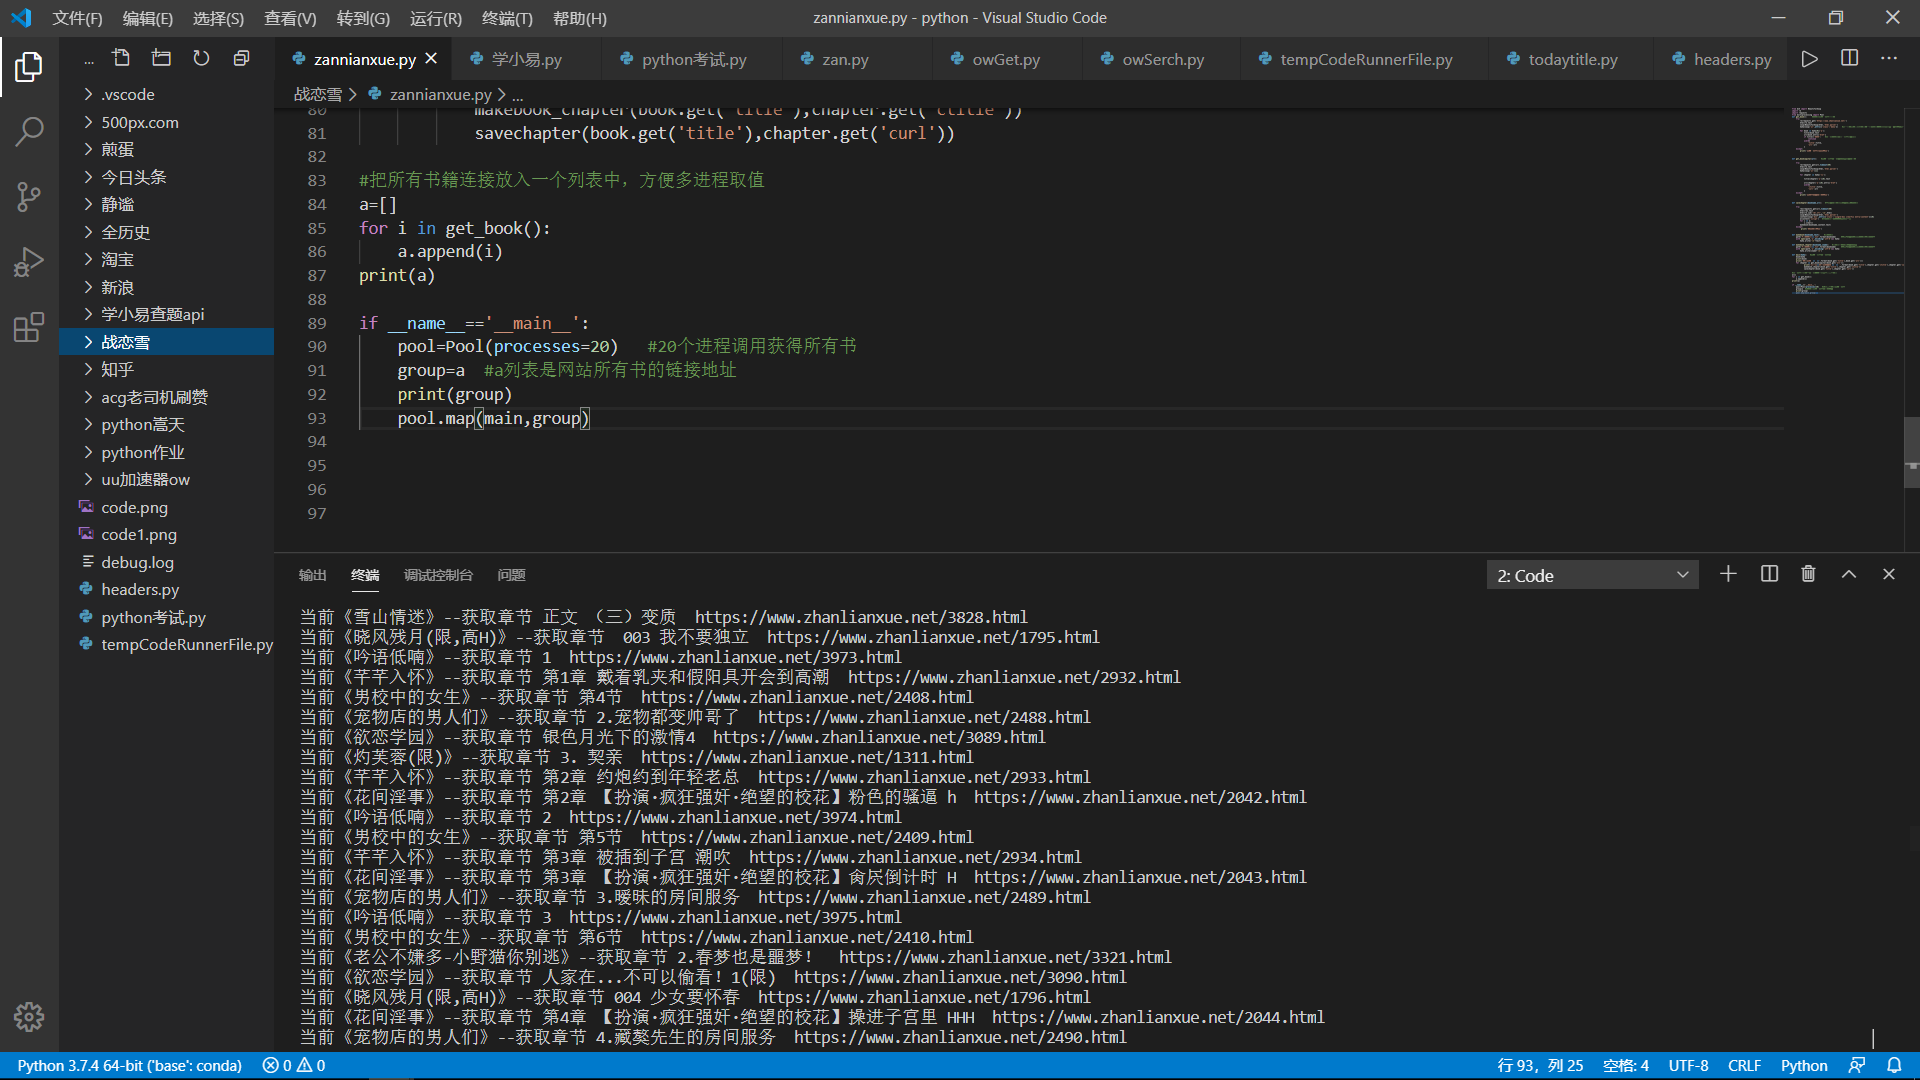 文件(F) 编辑(E) 选择(S) 查看(V) 转到(G) 运行(R) 终端(T) 帮助(H)
zannianxue.py - python - Visual Studio Code
zannianxue.py 学小易.py python考试.py zan.py owGet.py owSerch.py tempCodeRunnerFile.py todaytitle.py headers.py
战恋雪 > zannianxue.py > ...
.vscode
500px.com
煎蛋
今日头条
静谧
全历史
淘宝
新浪
学小易查题api
战恋雪
知乎
acg老司机刷赞
python嵩天
python作业
uu加速器ow
code.png
code1.png
debug.log
headers.py
python考试.py
tempCodeRunnerFile.py
80 makebook_chapter(book.get('title'),chapter.get('ctitle'))
81 savechapter(book.get('title'),chapter.get('curl'))
82
83 #把所有书籍连接放入一个列表中，方便多进程取值
84 a=[]
85 for i in get_book():
86 a.append(i)
87 print(a)
88
89 if __name__=='__main__':
90 pool=Pool(processes=20) #20个进程调用获得所有书
91 group=a #a列表是网站所有书的链接地址
92 print(group)
93 pool.map(main,group)
94
95
96
97
输出 终端 调试控制台 问题
2: Code
当前《雪山情迷》--获取章节 正文 （三）变质 https://www.zhanlianxue.net/3828.html
当前《晓风残月(限,高H)》--获取章节 003 我不要独立 https://www.zhanlianxue.net/1795.html
当前《吟语低喃》--获取章节 1 https://www.zhanlianxue.net/3973.html
当前《芊芊入怀》--获取章节 第1章 戴着乳夹和假阳具开会到高潮 https://www.zhanlianxue.net/2932.html
当前《男校中的女生》--获取章节 第4节 https://www.zhanlianxue.net/2408.html
当前《宠物店的男人们》--获取章节 2.宠物都变帅哥了 https://www.zhanlianxue.net/2488.html
当前《欲恋学园》--获取章节 银色月光下的激情4 https://www.zhanlianxue.net/3089.html
当前《灼芙蓉(限)》--获取章节 3. 契亲 https://www.zhanlianxue.net/1311.html
当前《芊芊入怀》--获取章节 第2章 约炮约到年轻老总 https://www.zhanlianxue.net/2933.html
当前《花间淫事》--获取章节 第2章 【扮演·疯狂强奸·绝望的校花】粉色的骚逼 h https://www.zhanlianxue.net/2042.html
当前《吟语低喃》--获取章节 2 https://www.zhanlianxue.net/3974.html
当前《男校中的女生》--获取章节 第5节 https://www.zhanlianxue.net/2409.html
当前《芊芊入怀》--获取章节 第3章 被插到子宫 潮吹 https://www.zhanlianxue.net/2934.html
当前《花间淫事》--获取章节 第3章 【扮演·疯狂强奸·绝望的校花】肏屄倒计时 H https://www.zhanlianxue.net/2043.html
当前《宠物店的男人们》--获取章节 3.暧昧的房间服务 https://www.zhanlianxue.net/2489.html
当前《吟语低喃》--获取章节 3 https://www.zhanlianxue.net/3975.html
当前《男校中的女生》--获取章节 第6节 https://www.zhanlianxue.net/2410.html
当前《老公不嫌多-小野猫你别逃》--获取章节 2.春梦也是噩梦! https://www.zhanlianxue.net/3321.html
当前《欲恋学园》--获取章节 人家在...不可以偷看！1(限) https://www.zhanlianxue.net/3090.html
当前《晓风残月(限,高H)》--获取章节 004 少女要怀春 https://www.zhanlianxue.net/1796.html
当前《花间淫事》--获取章节 第4章 【扮演·疯狂强奸·绝望的校花】操进子宫里 HHH https://www.zhanlianxue.net/2044.html
当前《宠物店的男人们》--获取章节 4.藏獒先生的房间服务 https://www.zhanlianxue.net/2490.html
Python 3.7.4 64-bit ('base': conda) 0 0 行 93，列 25 空格: 4 UTF-8 CRLF Python